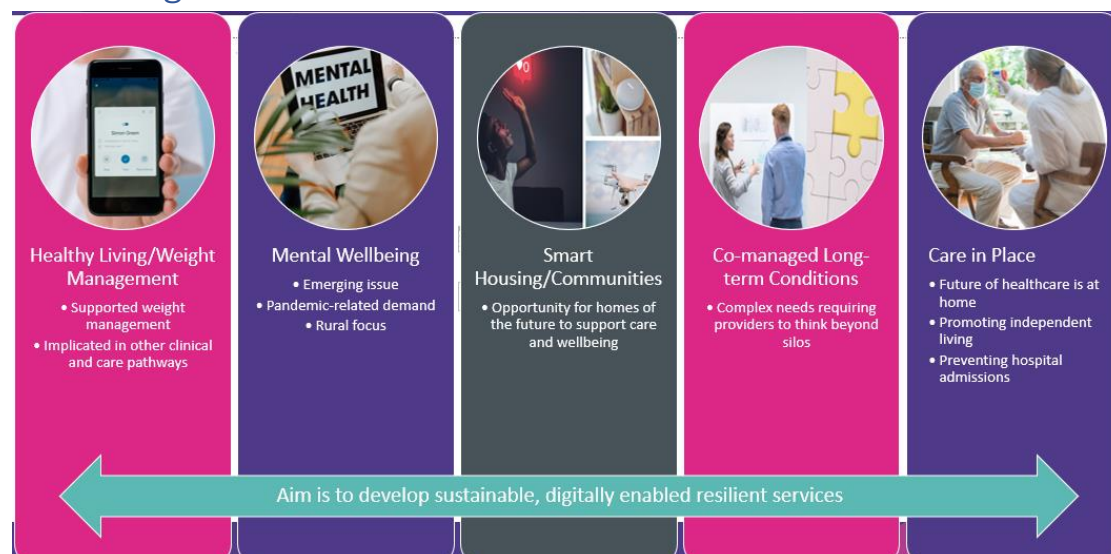 MENTAL
HEALTH
Healthy Living/Weight
Management
• Supported weight
management
• Implicated in other clinical
and care pathways
Mental Wellbeing
• Emerging issue
• Pandemic-related demand
• Rural focus
Smart
Housing/Communities
• Opportunity for homes of
the future to support care
and wellbeing
Co-managed Long-
term Conditions
• Complex needs requiring
providers to think beyond
silos
Care in Place
• Future of healthcare is at
home
• Promoting independent
living
• Preventing hospital
admissions
Aim is to develop sustainable, digitally enabled resilient services